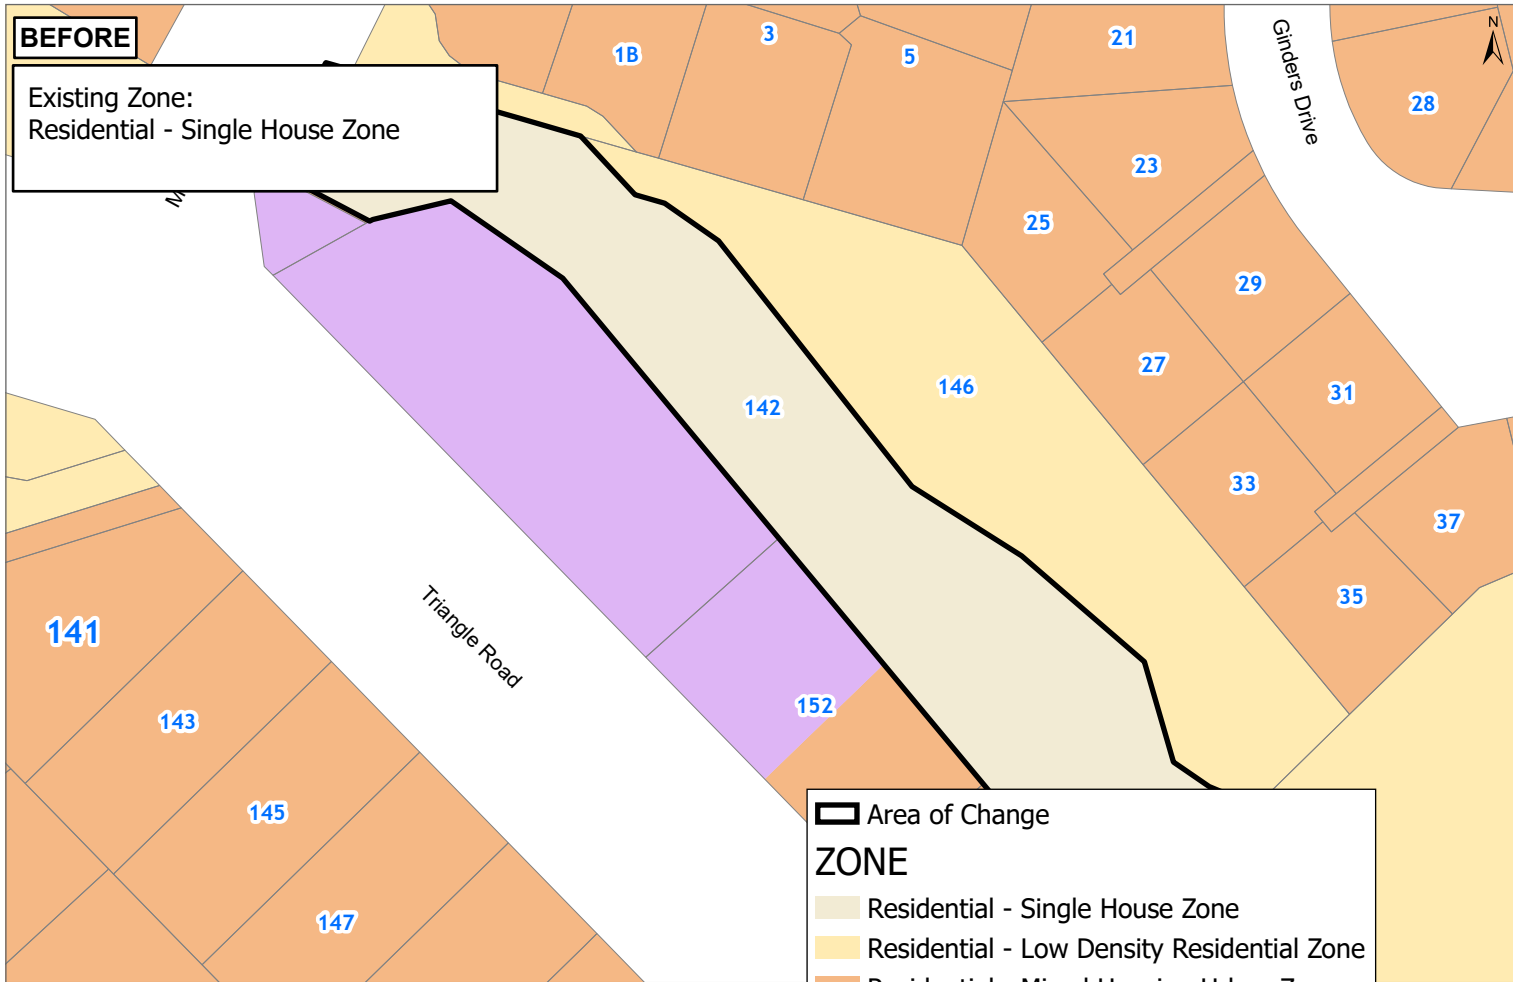 BEFORE
Existing Zone:
Residential - Single House Zone
1B
3
5
21
Ginders Drive
N
28
23
25
29
27
31
146
142
33
37
35
141
Triangle Road
143
152
145
147
Area of Change
ZONE
Residential - Single House Zone
Residential - Low Density Residential Zone